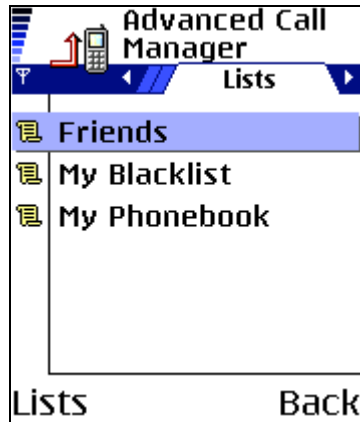 Advanced Call
Manager
Lists
Friends
My Blacklist
My Phonebook
Lists Back